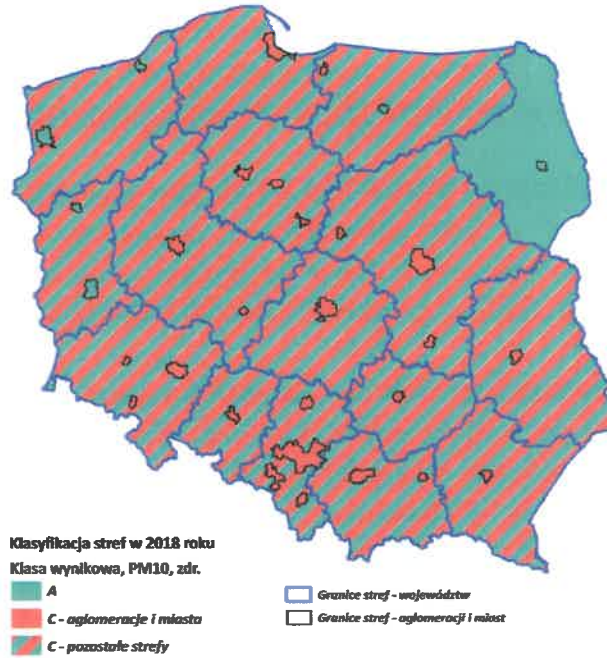 Klasyfikacja stref w 2018 roku
Klasa wynikowa, PM10, zdr.
A
C - aglomeracje i miasta
C - pozostałe strefy
Granice stref - województw
Granice stref - aglomeracji i miast